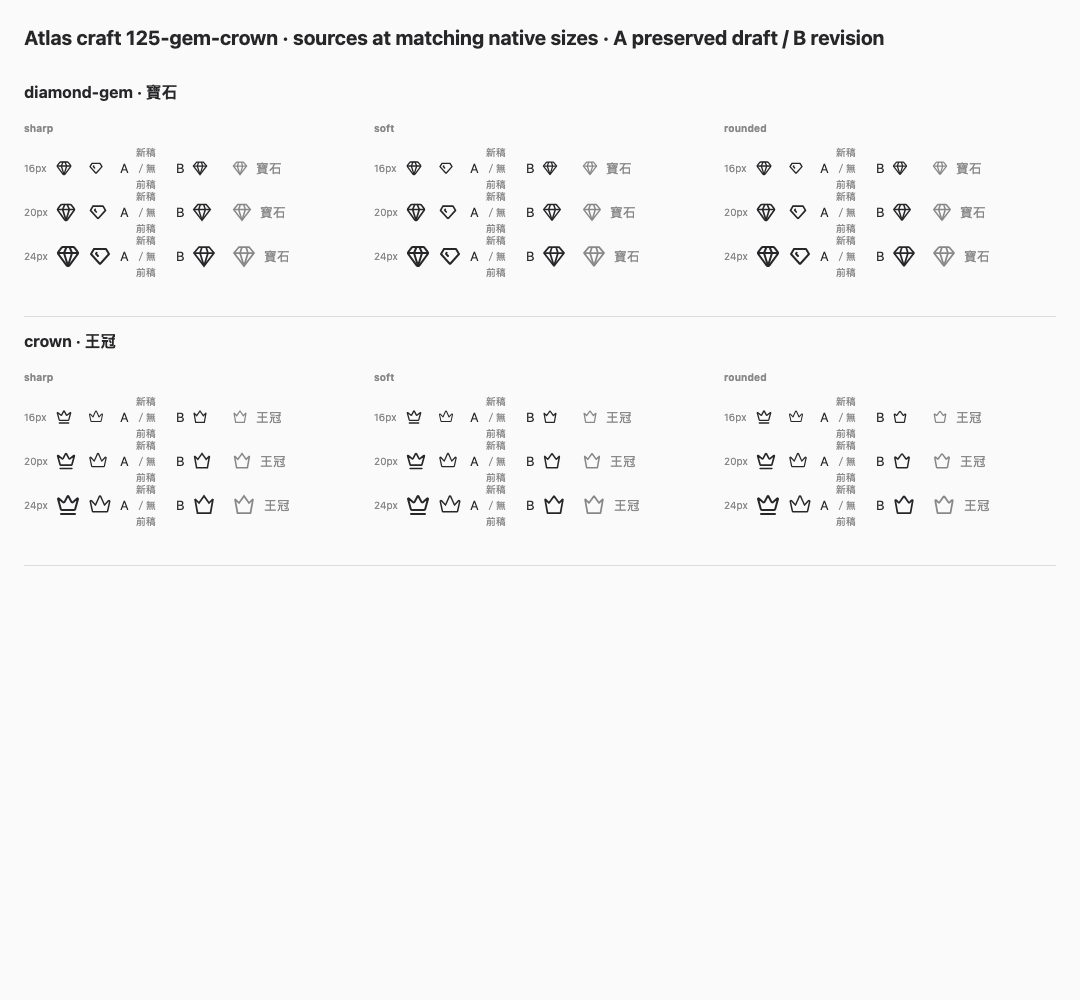 Atlas craft 125-gem-crown · sources at matching native sizes · A preserved draft / B revision
diamond-gem · 寶石
sharp
16px A 新稿 / 無前稿 B 寶石
20px A 新稿 / 無前稿 B 寶石
24px A 新稿 / 無前稿 B 寶石
soft
16px A 新稿 / 無前稿 B 寶石
20px A 新稿 / 無前稿 B 寶石
24px A 新稿 / 無前稿 B 寶石
rounded
16px A 新稿 / 無前稿 B 寶石
20px A 新稿 / 無前稿 B 寶石
24px A 新稿 / 無前稿 B 寶石
crown · 王冠
sharp
16px A 新稿 / 無前稿 B 王冠
20px A 新稿 / 無前稿 B 王冠
24px A 新稿 / 無前稿 B 王冠
soft
16px A 新稿 / 無前稿 B 王冠
20px A 新稿 / 無前稿 B 王冠
24px A 新稿 / 無前稿 B 王冠
rounded
16px A 新稿 / 無前稿 B 王冠
20px A 新稿 / 無前稿 B 王冠
24px A 新稿 / 無前稿 B 王冠